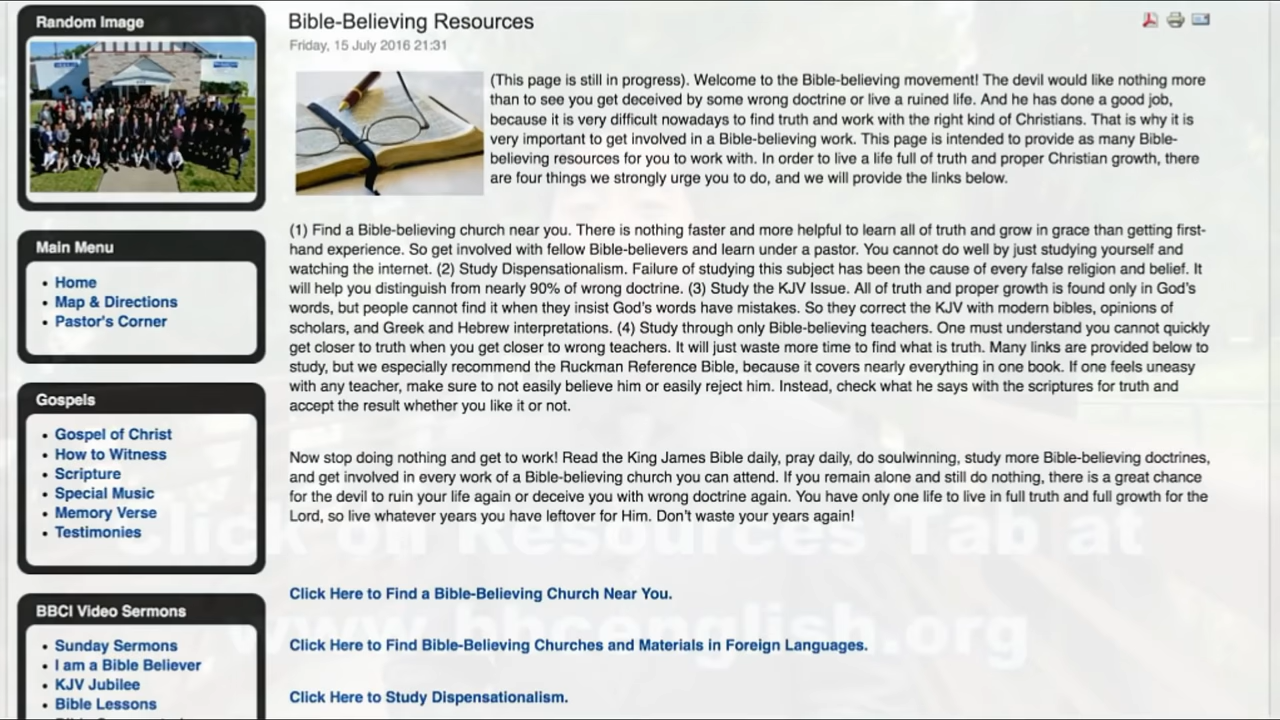 Random Image
Main Menu
Home
Map & Directions
Pastor's Corner
Gospels
Gospel of Christ
How to Witness
Scripture
Special Music
Memory Verse
Testimonies
BBCI Video Sermons
Sunday Sermons
I am a Bible Believer
KJV Jubilee
Bible Lessons
Bible-Believing Resources
Friday, 15 July 2016 21:31
(This page is still in progress). Welcome to the Bible-believing movement! The devil would like nothing more
than to see you get deceived by some wrong doctrine or live a ruined life. And he has done a good job,
because it is very difficult nowadays to find truth and work with the right kind of Christians. That is why it is
very important to get involved in a Bible-believing work. This page is intended to provide as many Bible-
believing resources for you to work with. In order to live a life full of truth and proper Christian growth, there
are four things we strongly urge you to do, and we will provide the links below.
(1) Find a Bible-believing church near you. There is nothing faster and more helpful to learn all of truth and grow in grace than getting first-
hand experience. So get involved with fellow Bible-believers and learn under a pastor. You cannot do well by just studying yourself and
watching the internet. (2) Study Dispensationalism. Failure of studying this subject has been the cause of every false religion and belief. It
will help you distinguish from nearly 90% of wrong doctrine. (3) Study the KJV Issue. All of truth and proper growth is found only in God's
words, but people cannot find it when they insist God's words have mistakes. So they correct the KJV with modern bibles, opinions of
scholars, and Greek and Hebrew interpretations. (4) Study through only Bible-believing teachers. One must understand you cannot quickly
get closer to truth when you get closer to wrong teachers. It will just waste more time to find what is truth. Many links are provided below to
study, but we especially recommend the Ruckman Reference Bible, because it covers nearly everything in one book. If one feels uneasy
with any teacher, make sure to not easily believe him or easily reject him. Instead, check what he says with the scriptures for truth and
accept the result whether you like it or not.
Now stop doing nothing and get to work! Read the King James Bible daily, pray daily, do soulwinning, study more Bible-believing doctrines,
and get involved in every work of a Bible-believing church you can attend. If you remain alone and still do nothing, there is a great chance
for the devil to ruin your life again or deceive you with wrong doctrine again. You have only one life to live in full truth and full growth for the
Lord, so live whatever years you have leftover for Him. Don't waste your years again!
Click on Resources Tab at
www.bbcenglish.org
Click Here to Find a Bible-Believing Church Near You.
Click Here to Find Bible-Believing Churches and Materials in Foreign Languages.
Click Here to Study Dispensationalism.